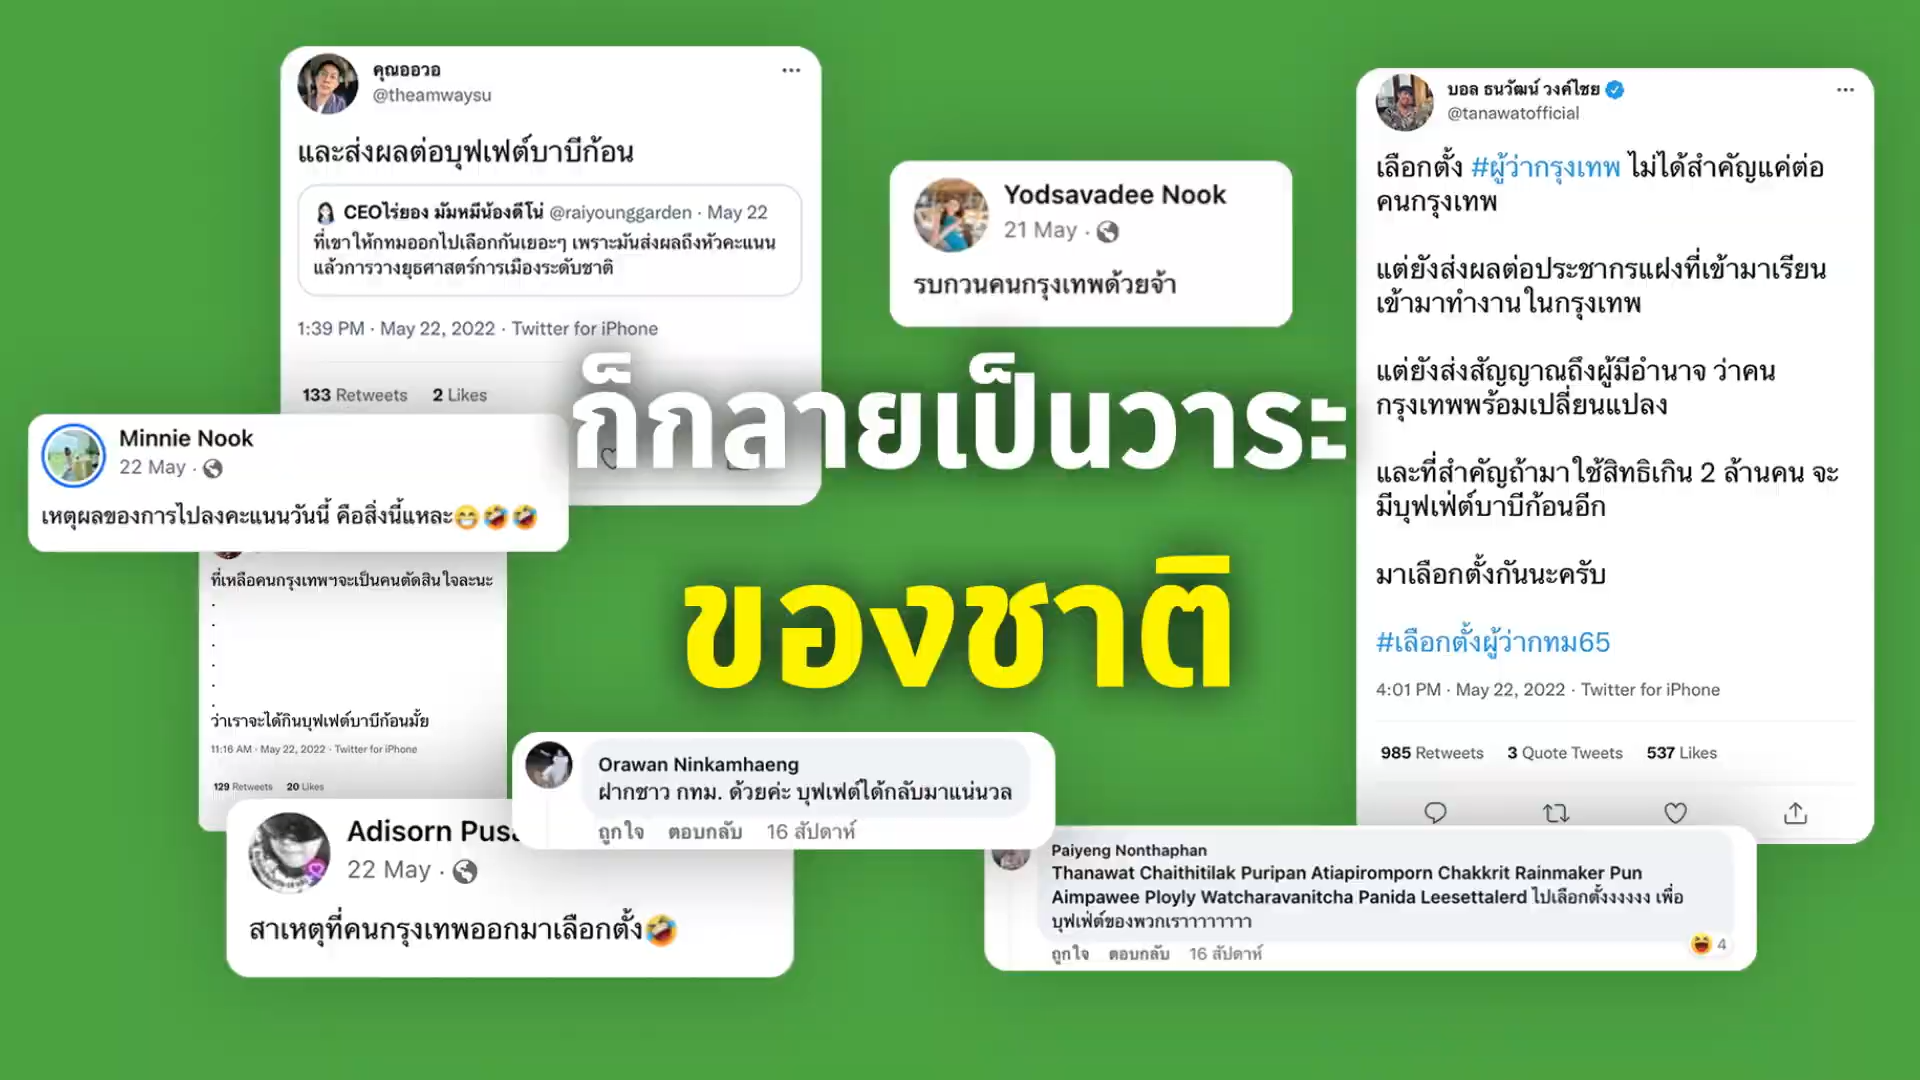 คุณออวอ
@theamwaysu
และส่งผลต่อบุฟเฟต์บาบีก้อน
CEOไร่ยอง มัมหมีน้องดีโน่ @raiyounggarden · May 22
ที่เขาให้กทมออกไปเลือกกันเยอะๆ เพราะมันส่งผลถึงหัวคะแนน
แล้วการวางยุธศาสตร์การเมืองระดับชาติ
1:39 PM · May 22, 2022 · Twitter for iPhone
133 Retweets 2 Likes
Yodsavadee Nook
21 May ·
รบกวนคนกรุงเทพด้วยจ้า
บอล ธนวัฒน์ วงค์ไชย
@tanawatofficial
เลือกตั้ง #ผู้ว่ากรุงเทพ ไม่ได้สำคัญแค่ต่อ
คนกรุงเทพ
แต่ยังส่งผลต่อประชากรแฝงที่เข้ามาเรียน
เข้ามาทำงานในกรุงเทพ
แต่ยังส่งสัญญาณถึงผู้มีอำนาจ ว่าคน
กรุงเทพพร้อมเปลี่ยนแปลง
และที่สำคัญถ้ามาใช้สิทธิเกิน 2 ล้านคน จะ
มีบุฟเฟ่ต์บาบีก้อนอีก
มาเลือกตั้งกันนะครับ
#เลือกตั้งผู้ว่ากทม65
4:01 PM · May 22, 2022 · Twitter for iPhone
985 Retweets 3 Quote Tweets 537 Likes
ก็กลายเป็นวาระ
ของชาติ
Minnie Nook
22 May ·
เหตุผลของการไปลงคะแนนวันนี้ คือสิ่งนี้แหละ😁🤣🤣
ที่เหลือคนกรุงเทพฯจะเป็นคนตัดสินใจละนะ
.
.
.
.
.
.
ว่าเราจะได้กินบุฟเฟต์บาบีก้อนมั้ย
11:16 AM · May 22, 2022 · Twitter for iPhone
129 Retweets 20 Likes
Orawan Ninkamhaeng
ฝากชาว กทม. ด้วยค่ะ บุฟเฟต์ได้กลับมาแน่นวล
ถูกใจ ตอบกลับ 16 สัปดาห์
Adisorn
22 May ·
สาเหตุที่คนกรุงเทพออกมาเลือกตั้ง🤣
Paiyeng Nonthaphan
Thanawat Chaithitilak Puripan Atiapiromporn Chakkrit Rainmaker Pun
Aimpawee Ployly Watcharavanitcha Panida Leesettalerd ไปเลือกตั้งงงงงง เพื่อ
บุฟเฟ่ต์ของพวกเราาาาาาาา
ถูกใจ ตอบกลับ 16 สัปดาห์
😆 4